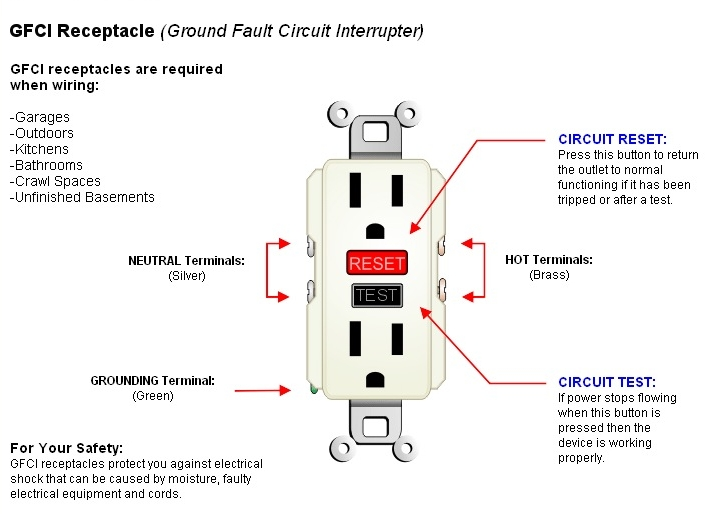 GFCI Receptacle (Ground Fault Circuit Interrupter)
GFCI receptacles are required
when wiring:
-Garages
-Outdoors
-Kitchens
-Bathrooms
-Crawl Spaces
-Unfinished Basements
CIRCUIT RESET:
Press this button to return
the outlet to normal
functioning if it has been
tripped or after a test.
NEUTRAL Terminals:
(Silver)
RESET
TEST
HOT Terminals:
(Brass)
GROUNDING Terminal:
(Green)
CIRCUIT TEST:
If power stops flowing
when this button is
pressed then the
device is working
properly.
For Your Safety:
GFCI receptacles protect you against electrical
shock that can be caused by moisture, faulty
electrical equipment and cords.